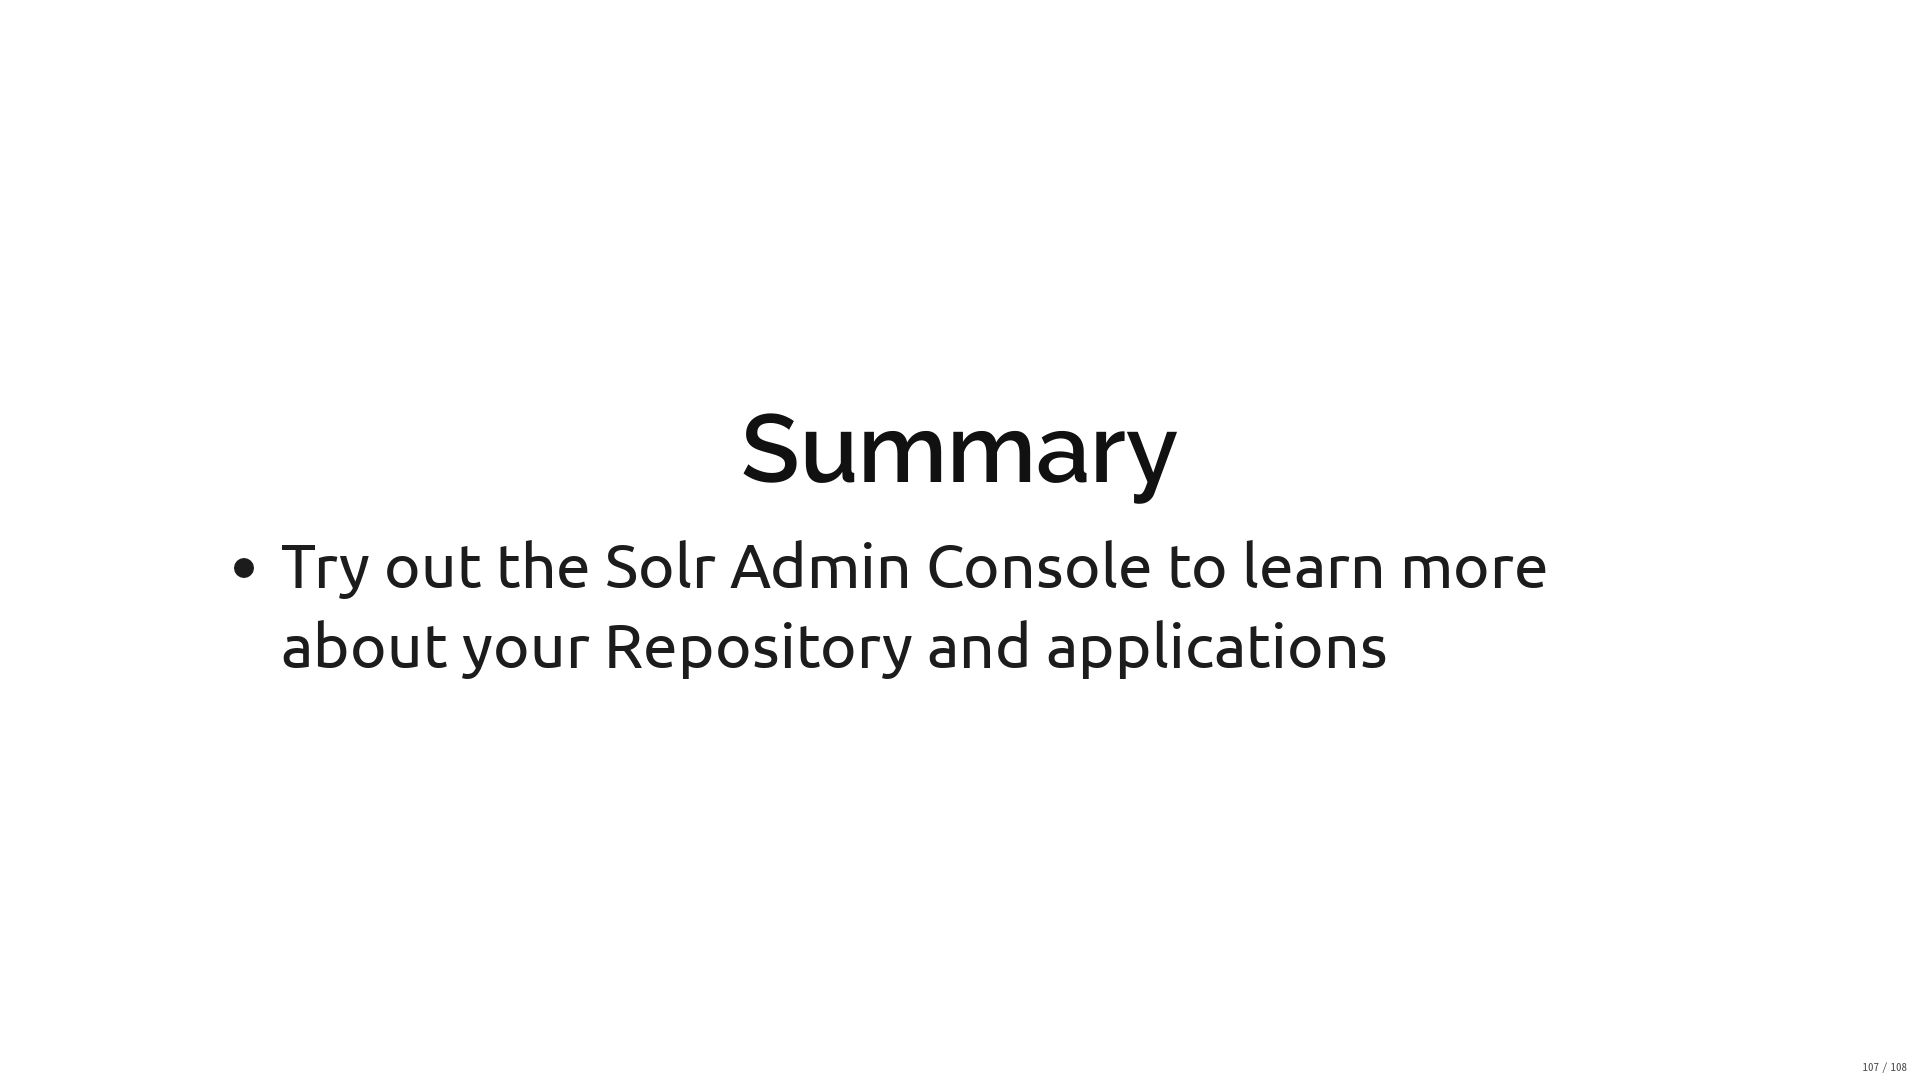 Summary
• Try out the Solr Admin Console to learn more
about your Repository and applications
107 / 108